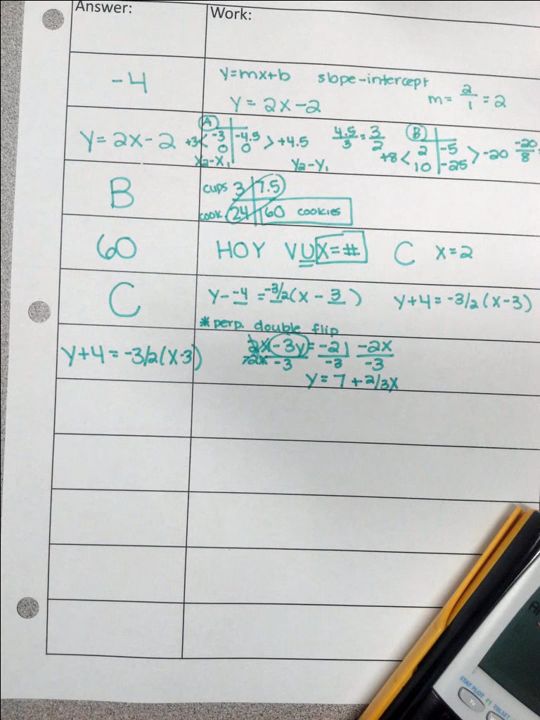 Answer: Work:
-4
y=mx+b slope-intercept
m= 2/1 = 2
y = 2x-2
y= 2x-2
A
+3< -3 -4.5 > +4.5
0 0
x2-x1 y2-y1
4.5/3 = 3/2
B
+8< 2 -5 > -20 -20/8
10 -25
B
cups 3 7.5
cook. 24 60 cookies
60
HOY VUX=# C x=2
C
y--4=-3/2(x-3) y+4=-3/2(x-3)
*perp. double flip
y+4=-3/2(x-3)
2x-3y=-21 -2x
-2x -3 -3 -3
y=7+2/3x